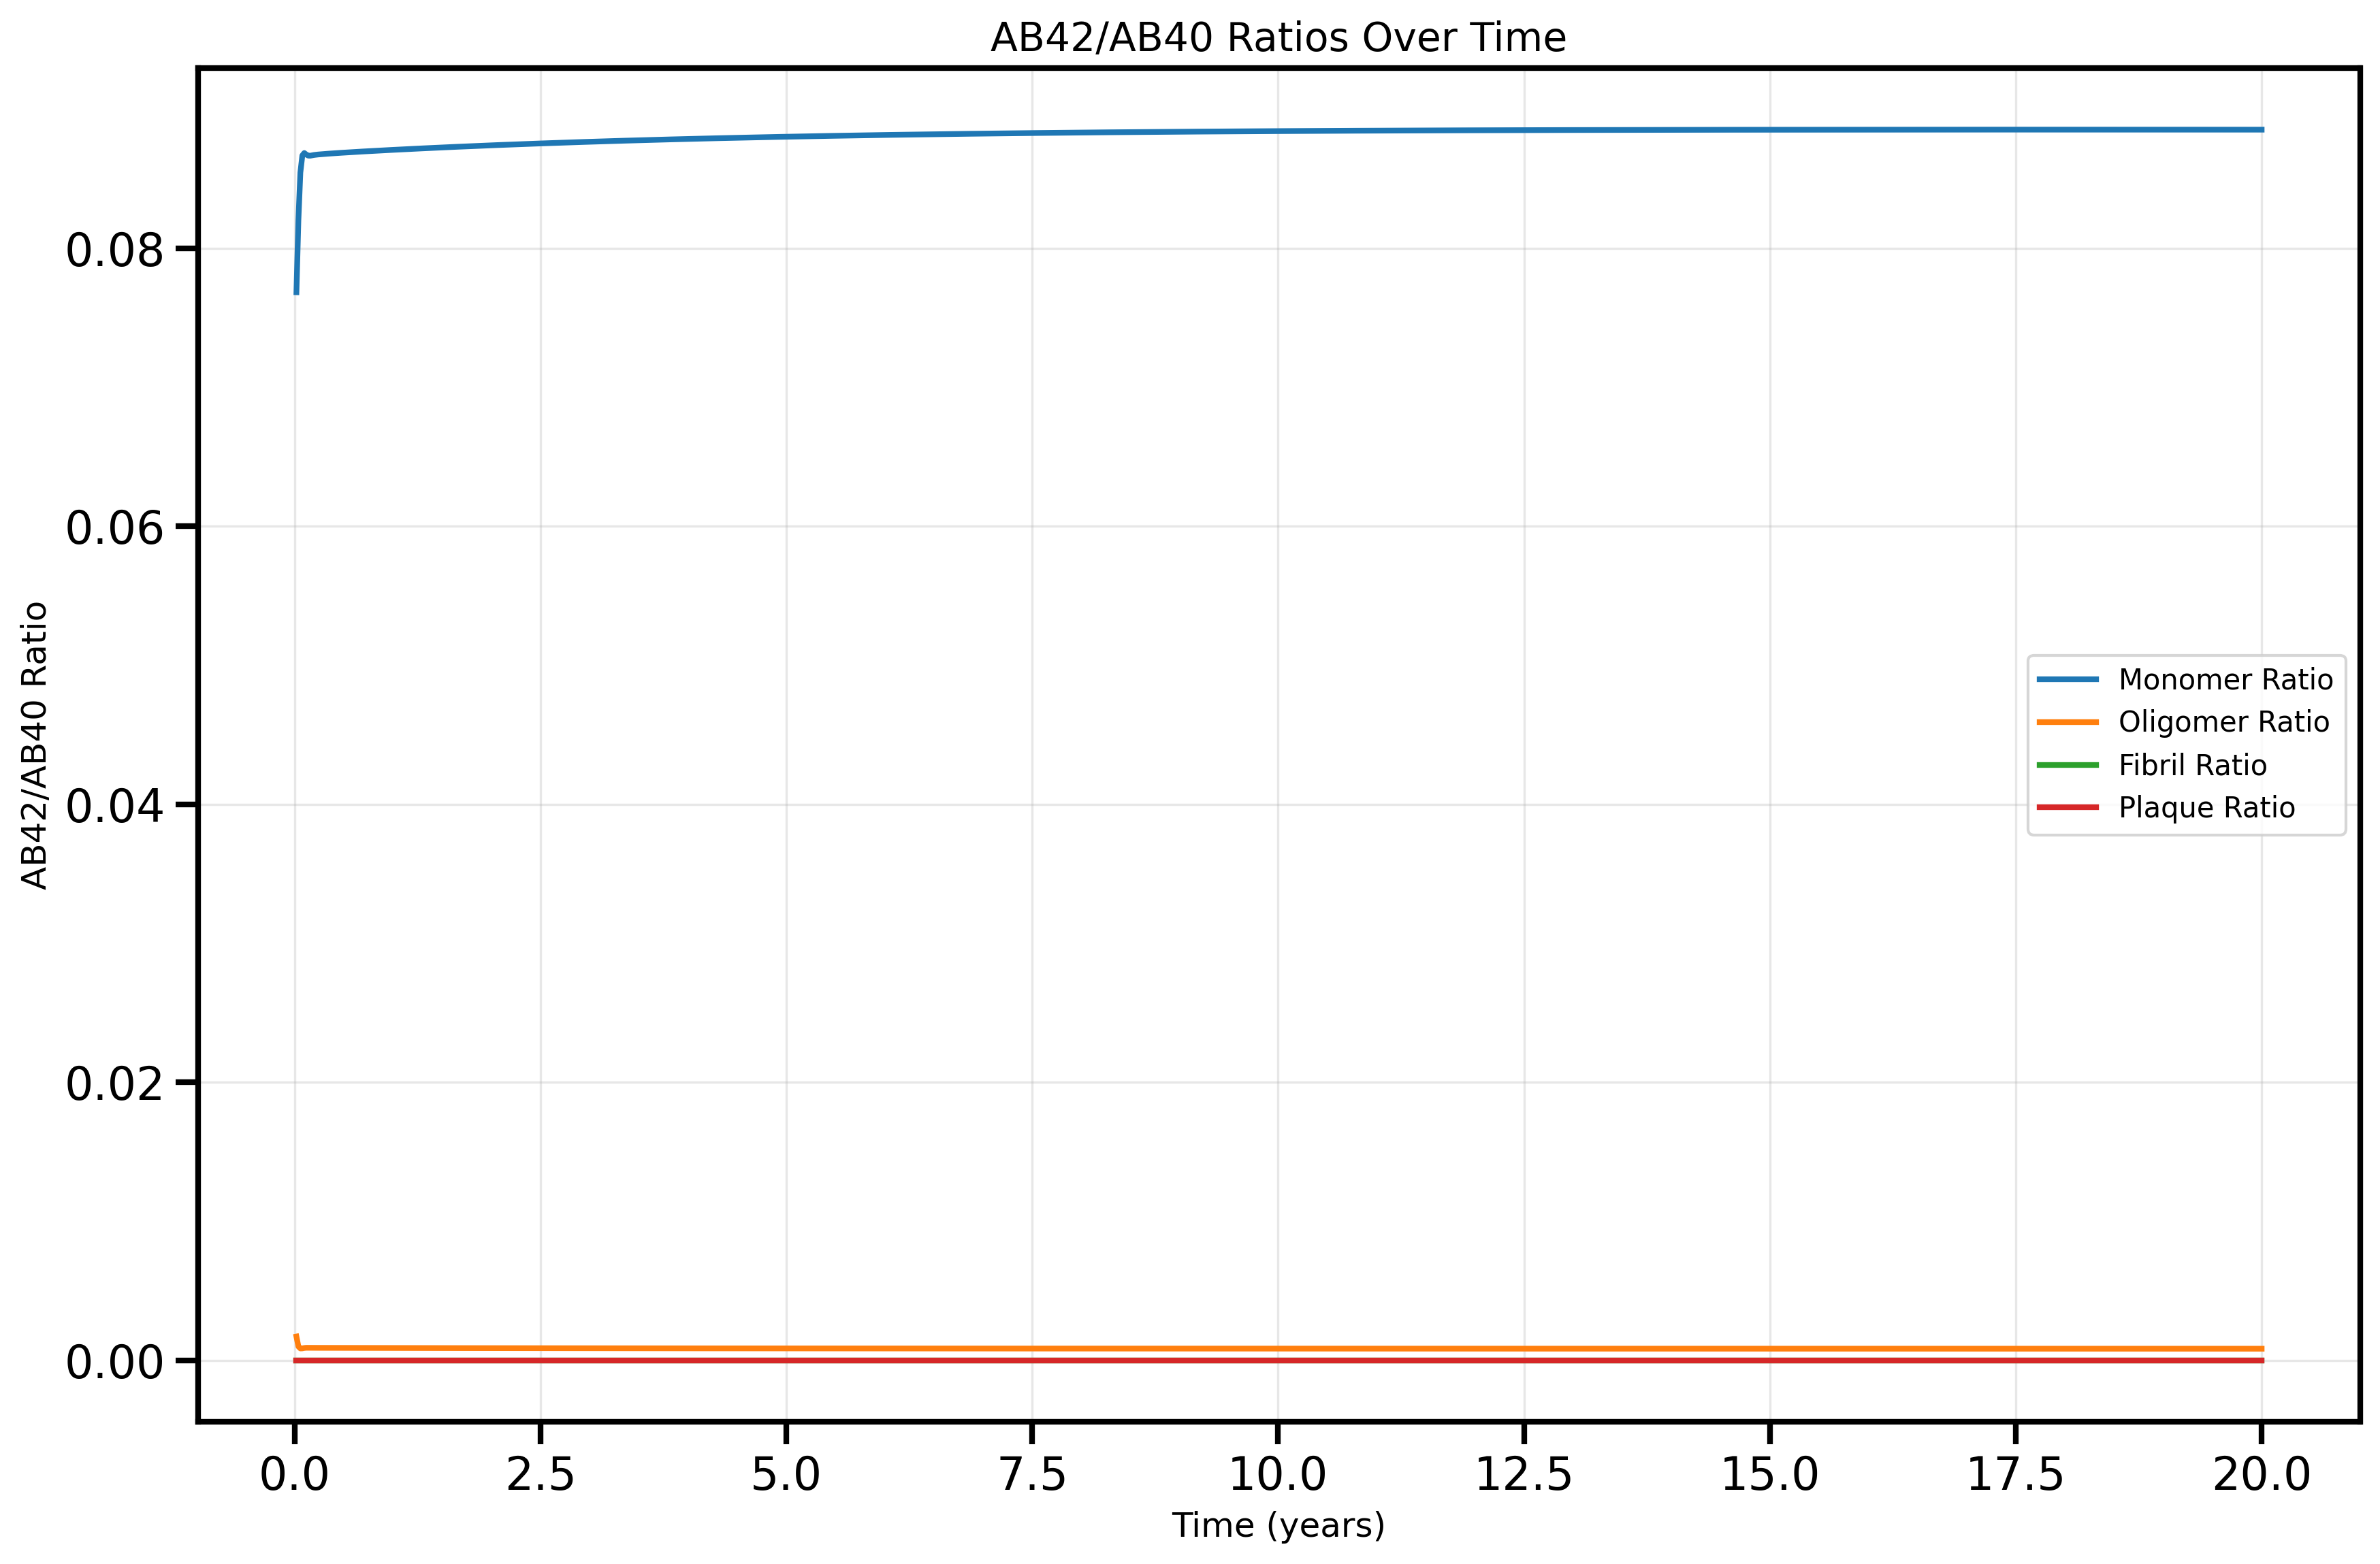 AB42/AB40 Ratios Over Time
AB42/AB40 Ratio
0.08
0.06
0.04
0.02
0.00
Monomer Ratio
Oligomer Ratio
Fibril Ratio
Plaque Ratio
0.0 2.5 5.0 7.5 10.0 12.5 15.0 17.5 20.0
Time (years)